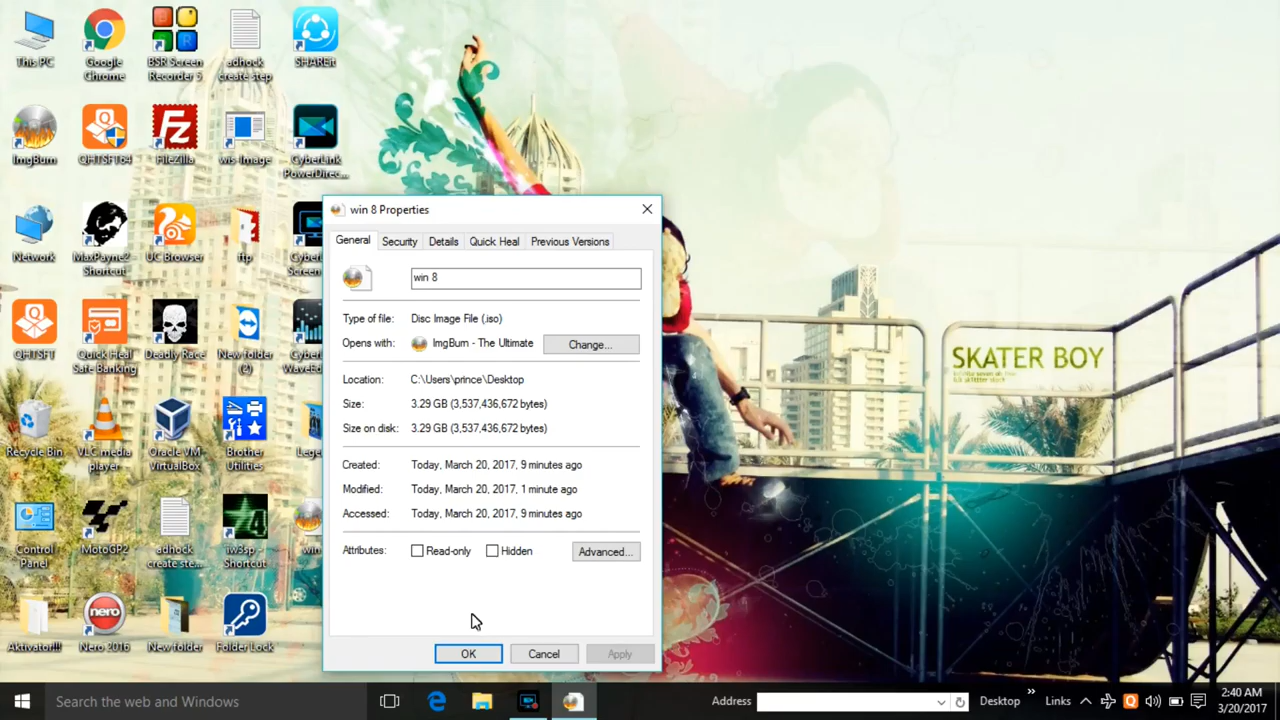 This PC
Google
Chrome
BSR Screen
Recorder 5
adhock
create step
SHAREit
ImgBurn
QHTSFT64
FileZilla
wis-Image
CyberLink
PowerDirec...
Network
MaxPayne2 -
Shortcut
UC Browser
ftp
CyberLink
Screen
QHTSFT
Quick Heal
Safe Banking
Deadly Race
New folder
(2)
Cyber
WaveEd
Recycle Bin
VLC media
player
Oracle VM
VirtualBox
Brother
Utilities
Lege
Control
Panel
MotoGP2
adhock
create ste...
iw3sp -
Shortcut
win
Aktivator!!!
Nero 2016
New folder
Folder Lock
win 8 Properties
General
Security
Details
Quick Heal
Previous Versions
win 8
Type of file:
Disc Image File (.iso)
Opens with:
ImgBurn - The Ultimate
Change...
Location:
C:\Users\prince\Desktop
Size:
3.29 GB (3,537,436,672 bytes)
Size on disk:
3.29 GB (3,537,436,672 bytes)
Created:
Today, March 20, 2017, 9 minutes ago
Modified:
Today, March 20, 2017, 1 minute ago
Accessed:
Today, March 20, 2017, 9 minutes ago
Attributes:
Read-only
Hidden
Advanced...
OK
Cancel
Apply
SKATER BOY
Search the web and Windows
Address
Desktop
Links
2:40 AM
3/20/2017